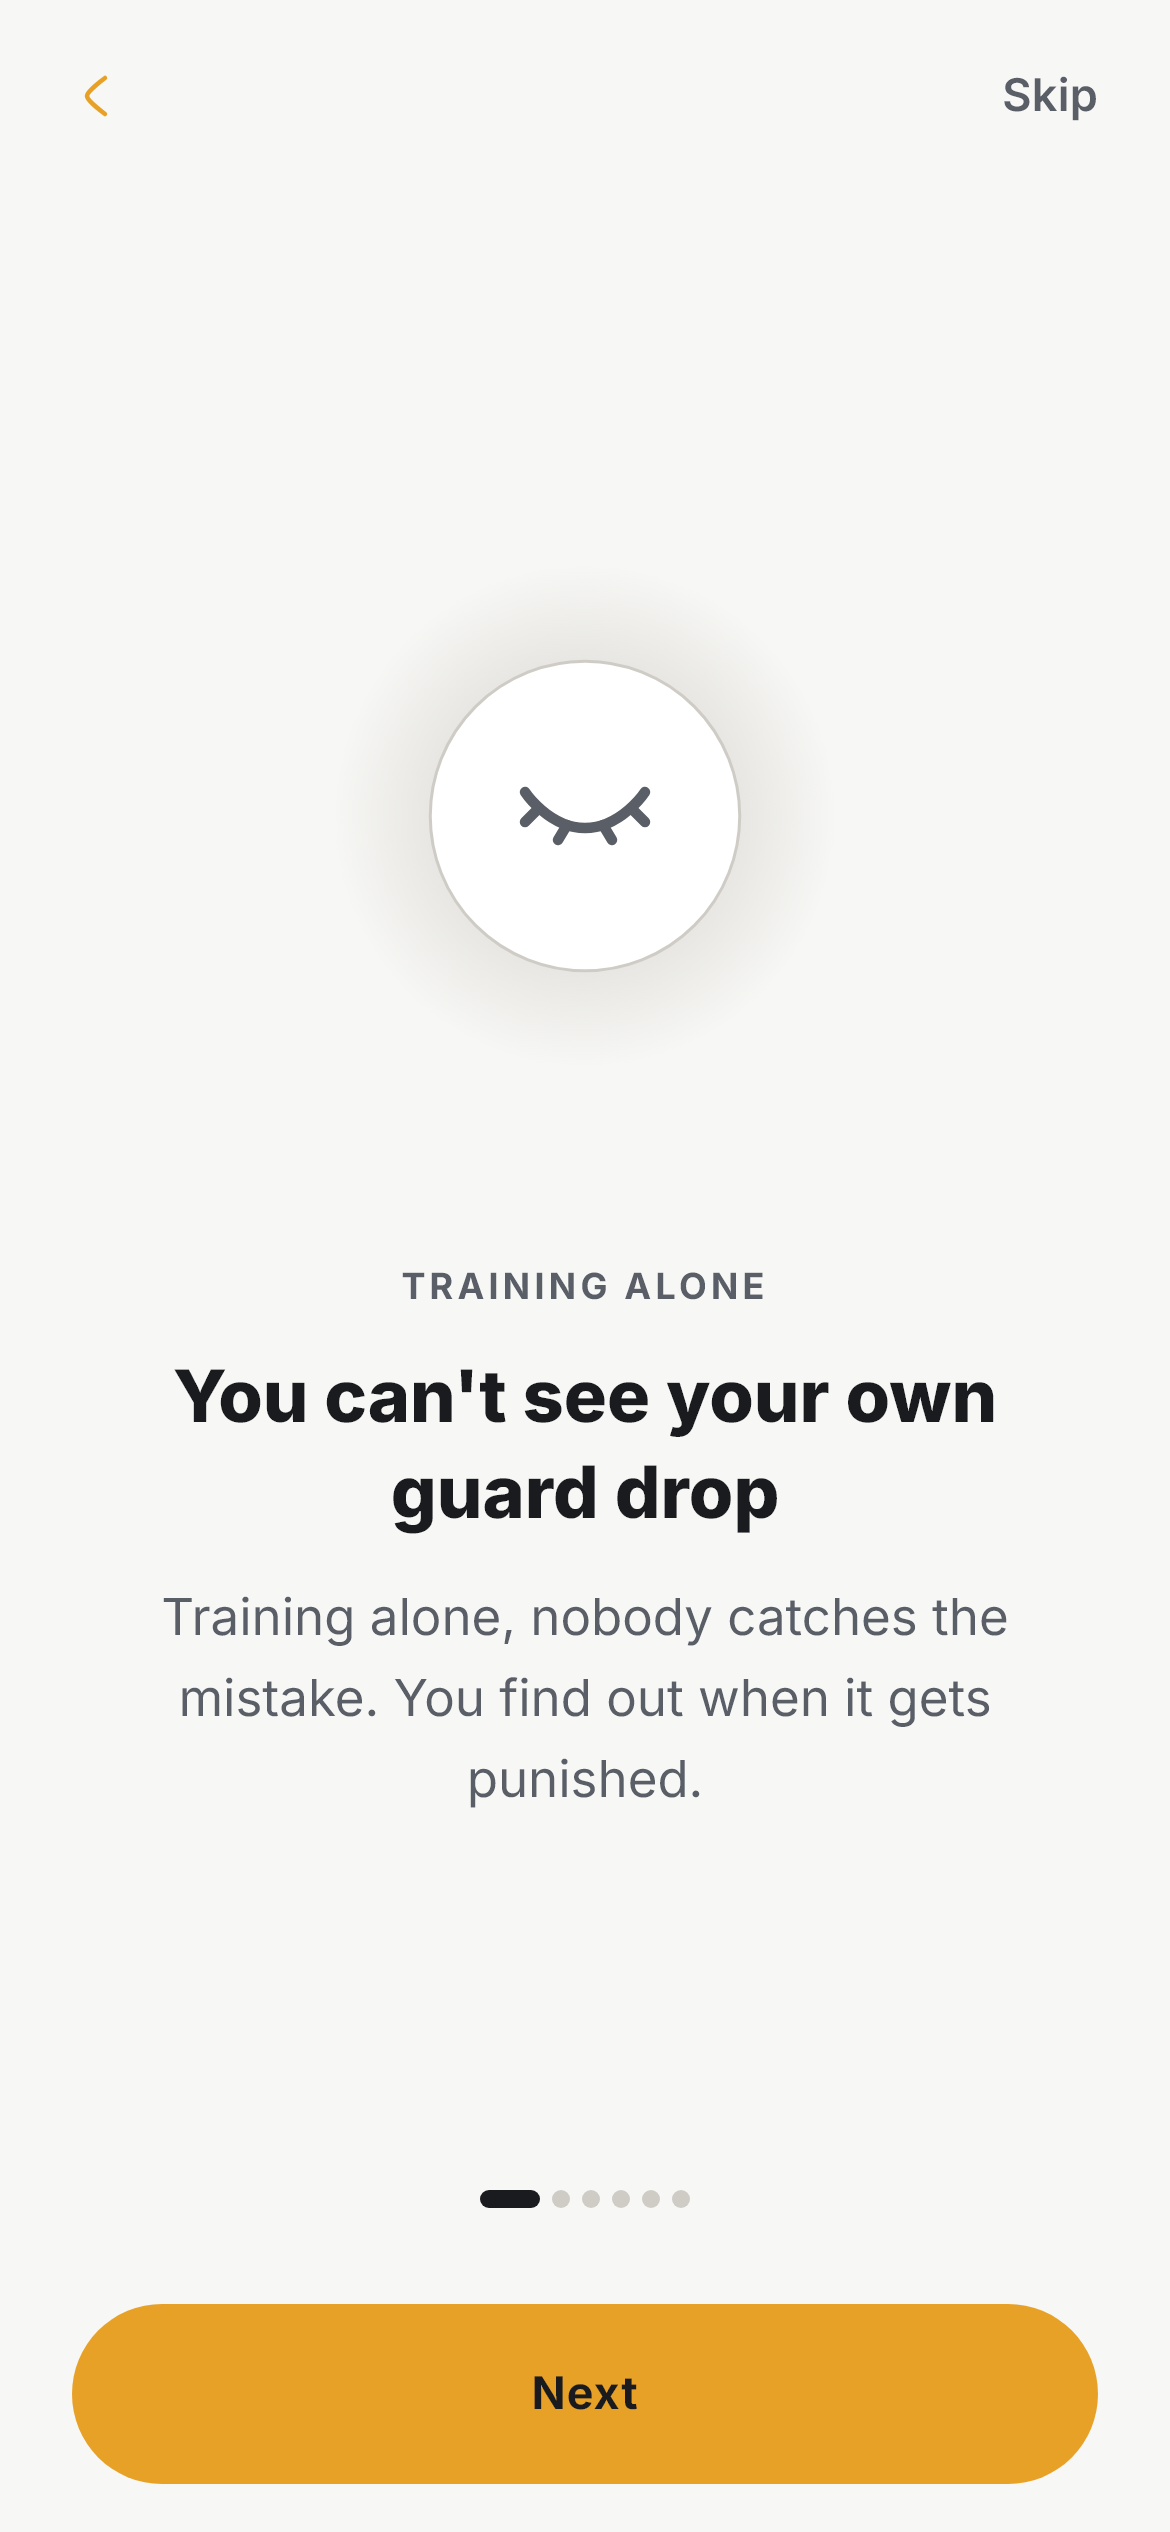 Skip
TRAINING ALONE
You can't see your own
guard drop
Training alone, nobody catches the
mistake. You find out when it gets
punished.
Next